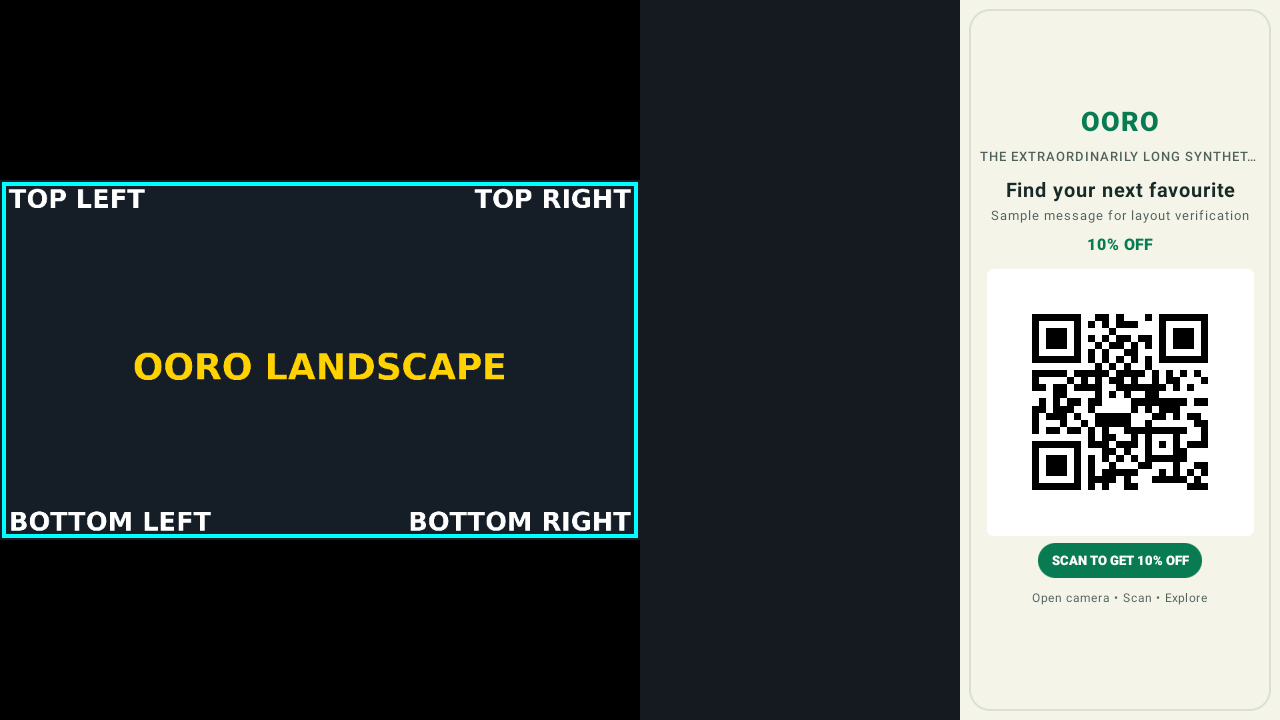 TOP LEFT
TOP RIGHT
OORO LANDSCAPE
BOTTOM LEFT
BOTTOM RIGHT
OORO
THE EXTRAORDINARILY LONG SYNTHET…
Find your next favourite
Sample message for layout verification
10% OFF
SCAN TO GET 10% OFF
Open camera • Scan • Explore